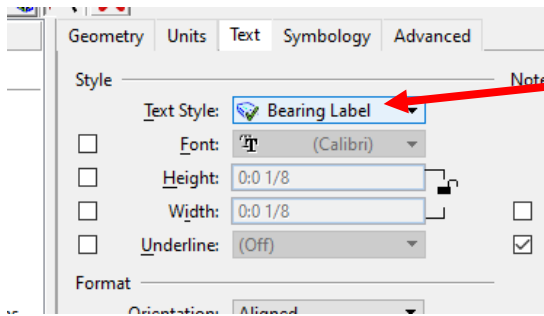 Geometry Units Text Symbology Advanced
Style
Text Style: Bearing Label
Font: (Calibri)
Height: 0:0 1/8
Width: 0:0 1/8
Underline: (Off)
Format
Orientation: Aligned